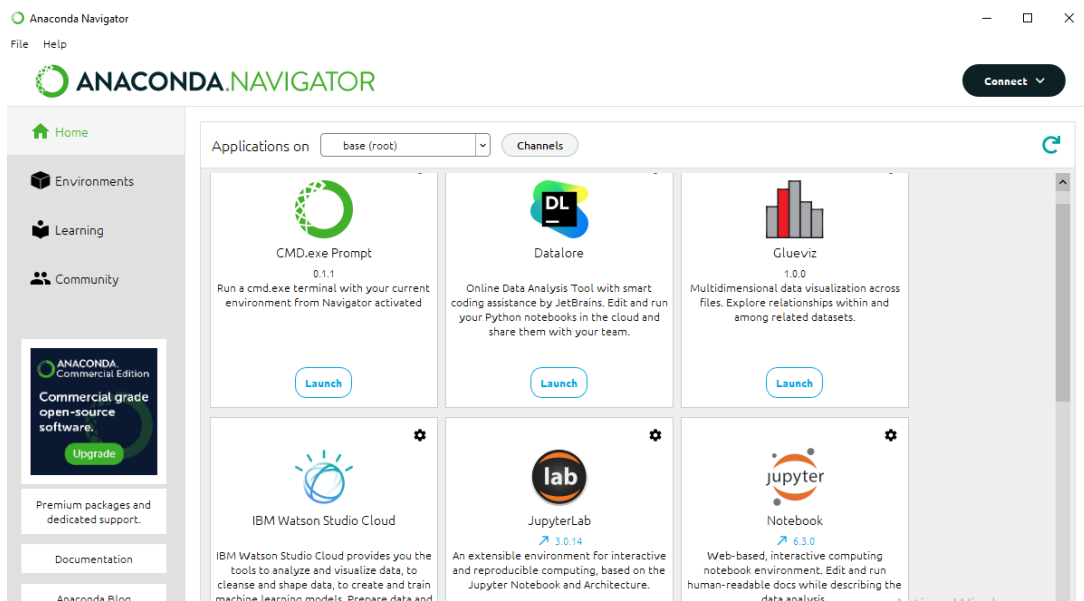 Anaconda Navigator
File Help
ANACONDA.NAVIGATOR
Connect
Home
Environments
Learning
Community
ANACONDA.
Commercial Edition
Commercial grade
open-source
software.
Upgrade
Premium packages and
dedicated support.
Documentation
Anaconda Blog
Applications on base (root) Channels
CMD.exe Prompt
0.1.1
Run a cmd.exe terminal with your current
environment from Navigator activated
Launch
DL
Datalore
Online Data Analysis Tool with smart
coding assistance by JetBrains. Edit and run
your Python notebooks in the cloud and
share them with your team.
Launch
Glueviz
1.0.0
Multidimensional data visualization across
files. Explore relationships within and
among related datasets.
Launch
IBM Watson Studio Cloud
IBM Watson Studio Cloud provides you the
tools to analyze and visualize data, to
cleanse and shape data, to create and train
machine learning models. Prepare data and
lab
JupyterLab
3.0.14
An extensible environment for interactive
and reproducible computing, based on the
Jupyter Notebook and Architecture.
jupyter
Notebook
6.3.0
Web-based, interactive computing
notebook environment. Edit and run
human-readable docs while describing the
data analysis.